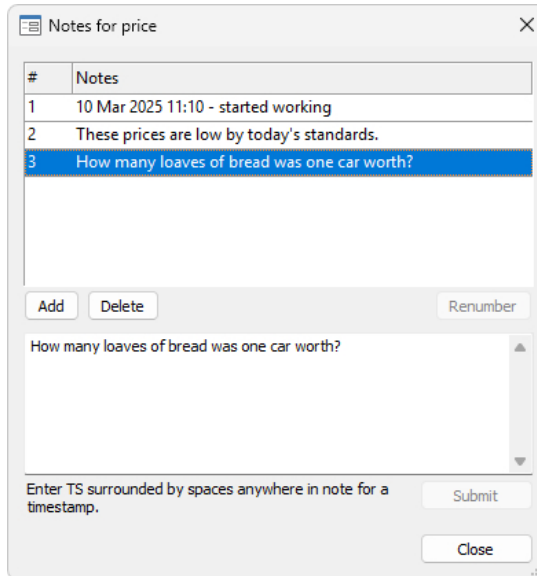 Notes for price
# Notes
1 10 Mar 2025 11:10 - started working
2 These prices are low by today's standards.
3 How many loaves of bread was one car worth?
Add Delete Renumber
How many loaves of bread was one car worth?
Enter TS surrounded by spaces anywhere in note for a
timestamp.
Submit
Close